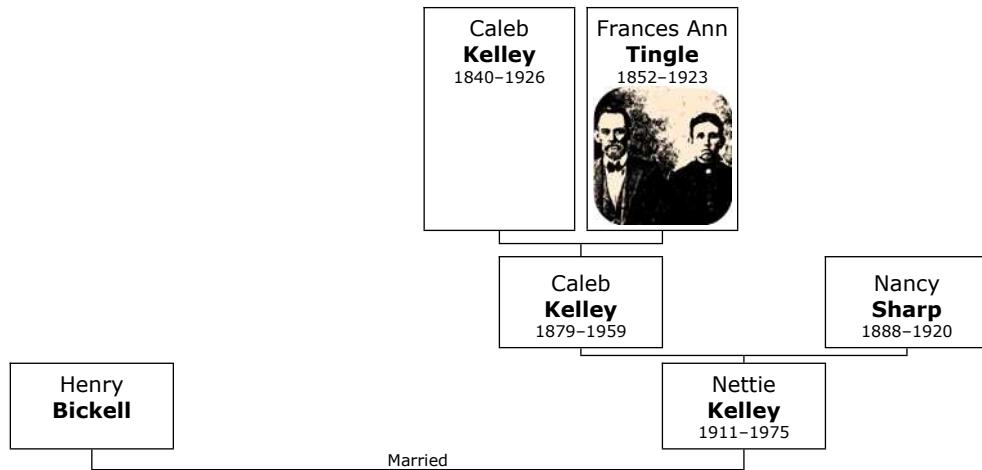 Caleb
Kelley
1840–1926
Frances Ann
Tingle
1852–1923
Caleb
Kelley
1879–1959
Nancy
Sharp
1888–1920
Henry
Bickell
Nettie
Kelley
1911–1975
Married